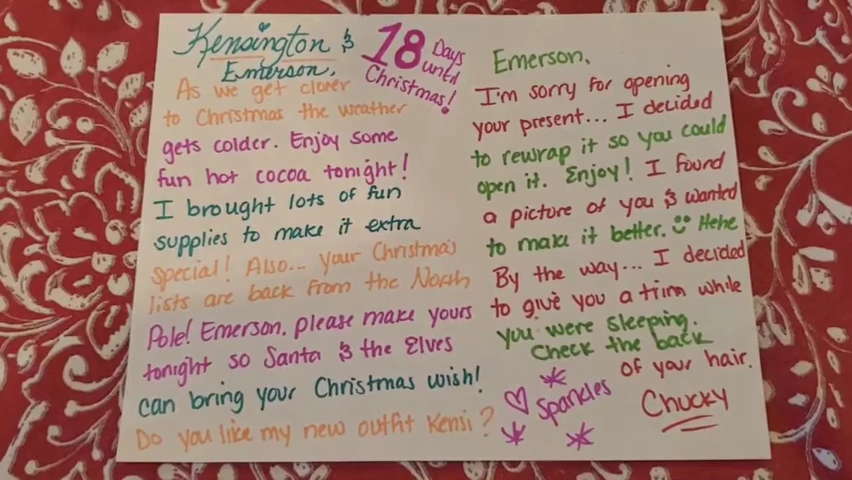 Kensington &
Emerson,
18 Days
until
Christmas!
As we get closer
to Christmas the weather
gets colder. Enjoy some
fun hot cocoa tonight!
I brought lots of fun
supplies to make it extra
special! Also... your Christmas
lists are back from the North
Pole! Emerson, please make yours
tonight so Santa & the Elves
can bring your Christmas wish!
Do you like my new outfit Kensi?
Sparkles
Emerson,
I'm sorry for opening
your present... I decided
to rewrap it so you could
open it. Enjoy! I found
a picture of you & wanted
to make it better. Hehe
By the way... I decided
to give you a trim while
you were sleeping.
Check the back
of your hair.
Chucky